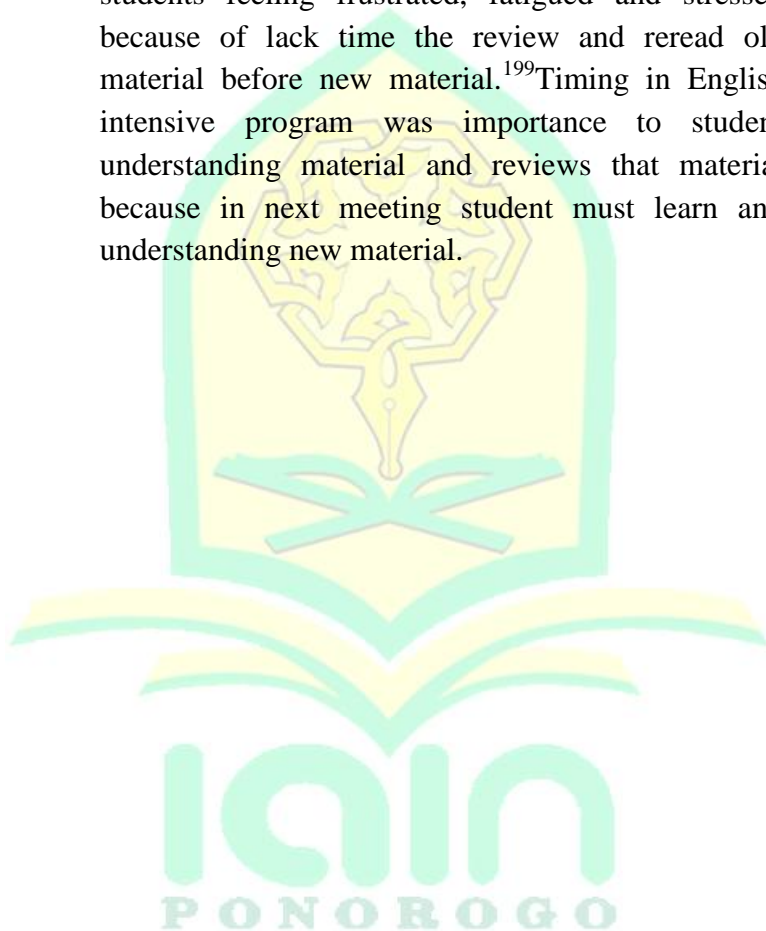 students feeling frustrated, fatigued and stresse
because of lack time the review and reread ol
material before new material.199Timing in Englis
intensive program was importance to studen
understanding material and reviews that materia
because in next meeting student must learn an
understanding new material.
iain
PONOROGO